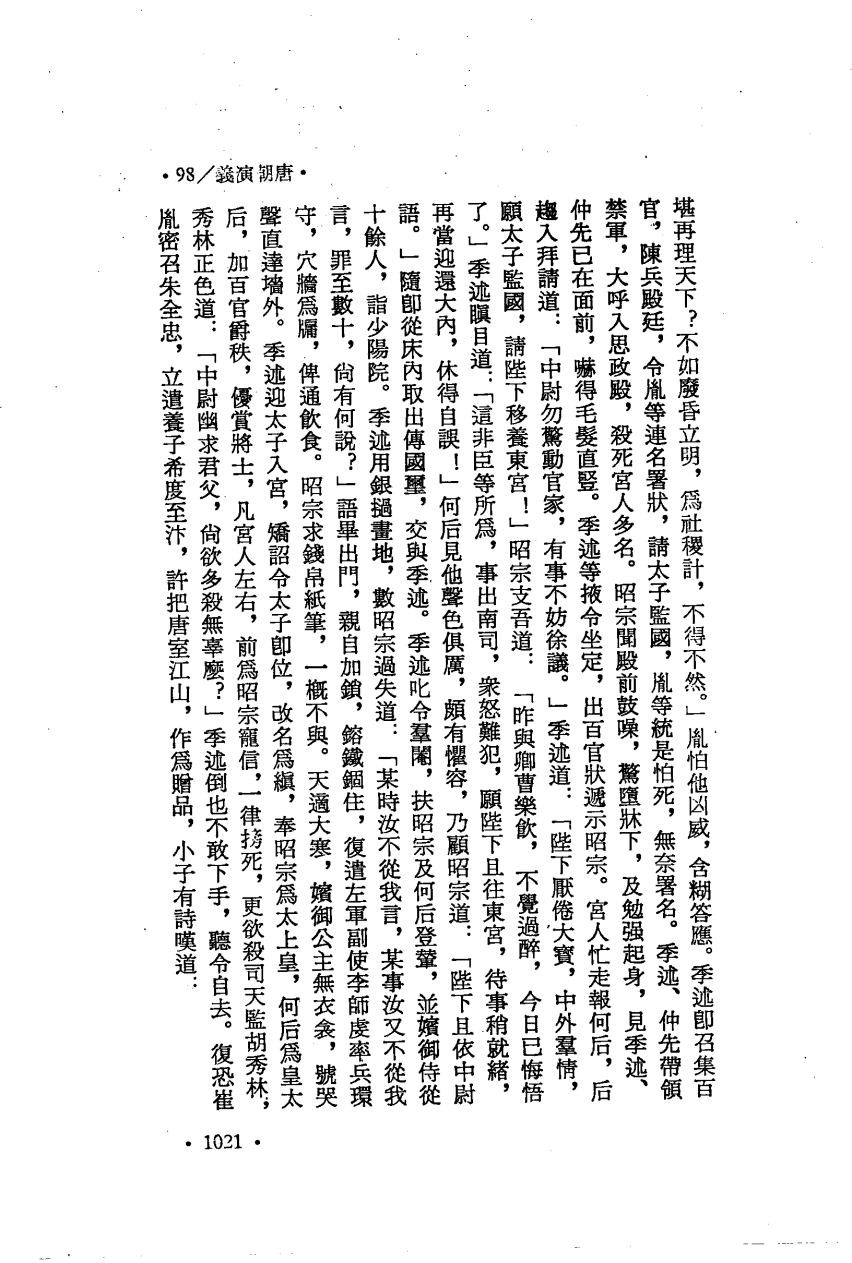 •98／義演朝唐•
堪再理天下？不如廢昏立明，爲社稷計，不得不然。」胤怕他凶威，含糊答應。季述卽召集百
官，陳兵殿廷，令胤等連名署狀，請太子監國，胤等統是怕死，無奈署名。季述、仲先帶領
禁軍，大呼入思政殿，殺死宮人多名。昭宗聞殿前鼓噪，驚墮牀下，及勉强起身，見季述、
仲先已在面前，嚇得毛髮直豎。季述等掖令坐定，出百官狀遞示昭宗。宮人忙走報何后，后
趨入拜請道：「中尉勿驚動官家，有事不妨徐議。」季述道：「陛下厭倦大寶，中外羣情，
願太子監國，請陛下移養東宮！」昭宗支吾道：「昨與卿曹樂飲，不覺過醉，今日已悔悟
了。」季述瞋目道：「這非臣等所爲，事出南司，衆怒難犯，願陛下且往東宮，待事稍就緒，
再當迎還大內，休得自誤！」何后見他聲色俱厲，頗有懼容，乃顧昭宗道：「陛下且依中尉
語。」隨卽從床內取出傳國璽，交與季述。季述叱令羣閹，扶昭宗及何后登輦，並嬪御侍從
十餘人，詣少陽院。季述用銀撾畫地，數昭宗過失道：「某時汝不從我言，某事汝又不從我
言，罪至數十，尙有何說？」語畢出門，親自加鎖，鎔鐵錮住，復遣左軍副使李師虔率兵環
守，穴牆爲牖，俾通飲食。昭宗求錢帛紙筆，一槪不與。天適大寒，嬪御公主無衣衾，號哭
聲直達墻外。季述迎太子入宮，矯詔令太子卽位，改名爲縝，奉昭宗爲太上皇，何后爲皇太
后，加百官爵秩，優賞將士，凡宮人左右，前爲昭宗寵信，一律搒死，更欲殺司天監胡秀林，
秀林正色道：「中尉幽求君父，尙欲多殺無辜麼？」季述倒也不敢下手，聽令自去。復恐崔
胤密召朱全忠，立遣養子希度至汴，許把唐室江山，作爲贈品，小子有詩嘆道：
•1021•